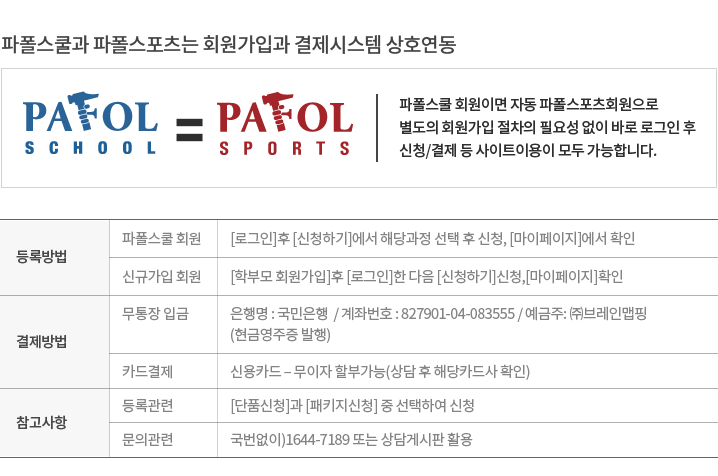 파폴스쿨과 파폴스포츠는 회원가입과 결제시스템 상호연동
PAFOL
SCHOOL
=
PAFOL
SPORTS
파폴스쿨 회원이면 자동 파폴스포츠회원으로
별도의 회원가입 절차의 필요성 없이 바로 로그인 후
신청/결제 등 사이트이용이 모두 가능합니다.
등록방법
파폴스쿨 회원
[로그인]후 [신청하기]에서 해당과정 선택 후 신청, [마이페이지]에서 확인
신규가입 회원
[학부모 회원가입]후 [로그인]한 다음 [신청하기]신청,[마이페이지]확인
결제방법
무통장 입금
은행명 : 국민은행 / 계좌번호 : 827901-04-083555 / 예금주: ㈜브레인맵핑
(현금영주증 발행)
카드결제
신용카드 – 무이자 할부가능(상담 후 해당카드사 확인)
참고사항
등록관련
[단품신청]과 [패키지신청] 중 선택하여 신청
문의관련
국번없이)1644-7189 또는 상담게시판 활용